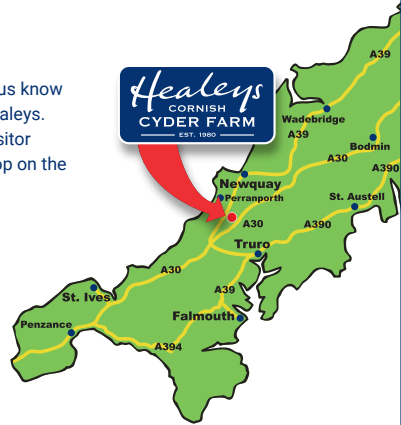 us know
aleys.
sitor
op on the
Healeys
CORNISH
CYDER FARM
EST. 1980
A39
Wadebridge
A39
Bodmin
A30
A390
Newquay
Perranporth
St. Austell
A30
A390
Truro
A30
St. Ives
A39
Penzance
Falmouth
A394